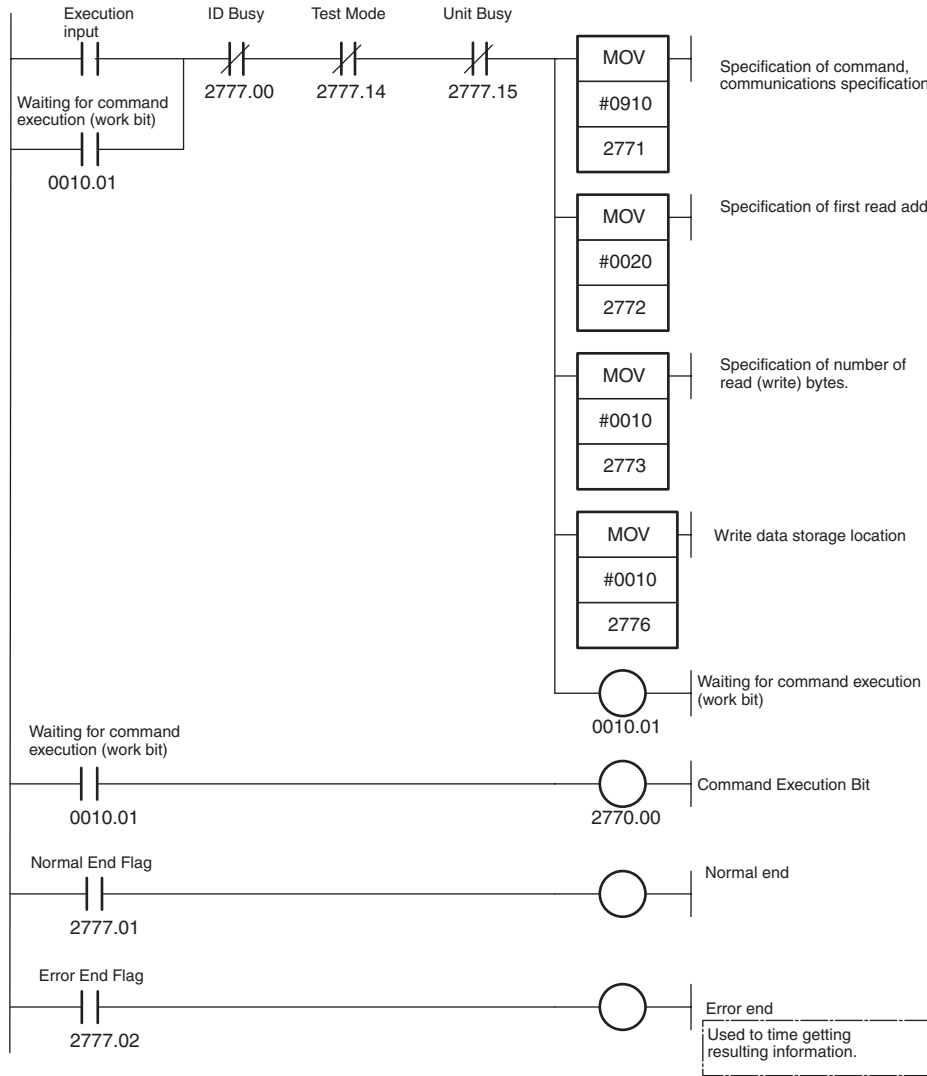 Execution
input
ID Busy
Test Mode
Unit Busy
2777.00
2777.14
2777.15
MOV
#0910
2771
Specification of command,
communications specification
Waiting for command
execution (work bit)
0010.01
MOV
#0020
2772
Specification of first read add
MOV
#0010
2773
Specification of number of
read (write) bytes.
MOV
#0010
2776
Write data storage location
0010.01
Waiting for command execution
(work bit)
Waiting for command
execution (work bit)
0010.01
2770.00
Command Execution Bit
Normal End Flag
2777.01
Normal end
Error End Flag
2777.02
Error end
Used to time getting
resulting information.